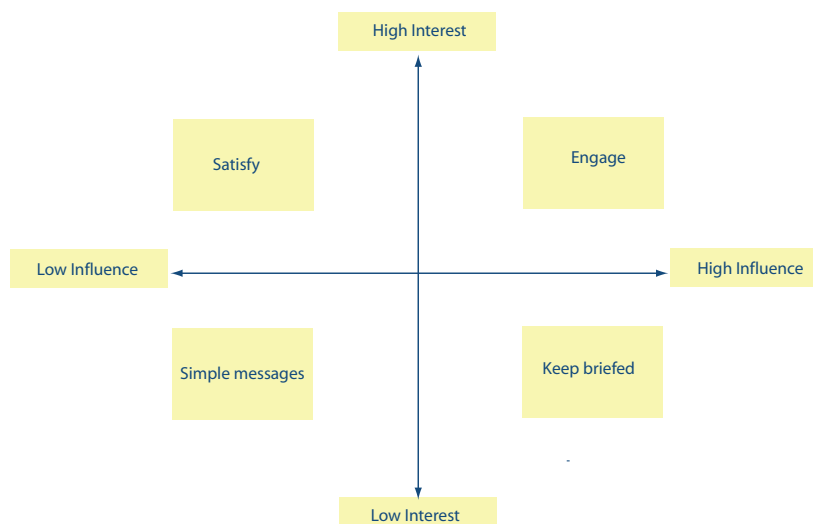 High Interest
Satisfy
Engage
Low Influence
High Influence
Simple messages
Keep briefed
-
Low Interest